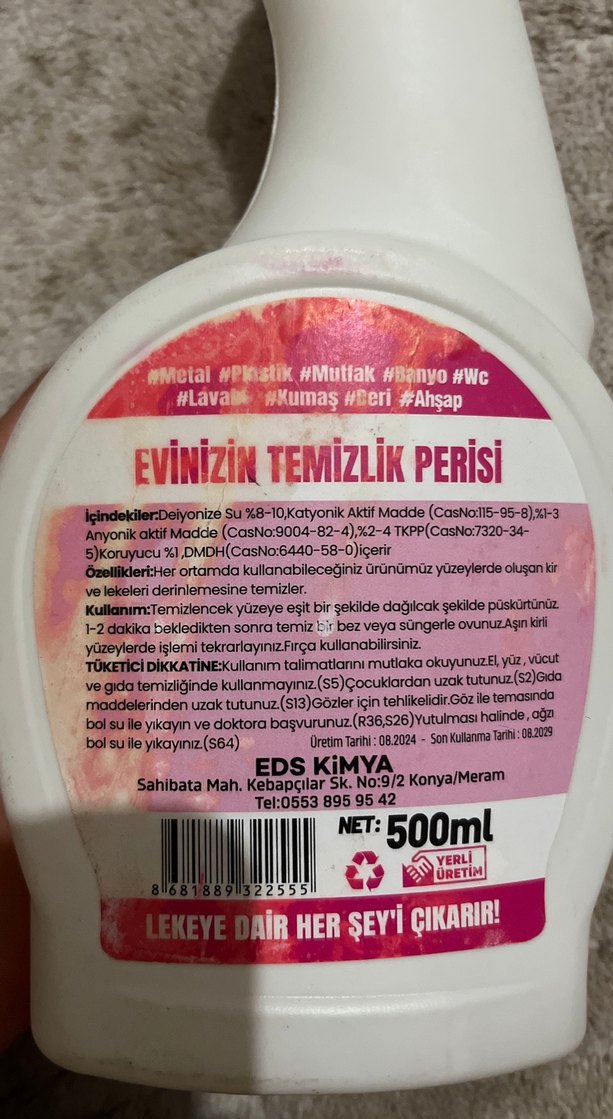 #Metal #Plastik #Mutfak #Banyo #Wc
#Lavabo #Kumaş #Deri #Ahşap
EVİNİZİN TEMİZLİK PERİSİ
İçindekiler:Deiyonize Su %8-10,Katyonik Aktif Madde (CasNo:115-95-8),%1-3
Anyonik aktif Madde (CasNo:9004-82-4),%2-4 TKPP(CasNo:7320-34-
5)Koruyucu %1 ,DMDH(CasNo:6440-58-0)içerir
Özellikleri:Her ortamda kullanabileceğiniz ürünümüz yüzeylerde oluşan kir
ve lekeleri derinlemesine temizler.
Kullanım:Temizlencek yüzeye eşit bir şekilde dağılcak şekilde püskürtünüz.
1-2 dakika bekledikten sonra temiz bir bez veya süngerle ovunuz.Aşırı kirli
yüzeylerde işlemi tekrarlayınız.Fırça kullanabilirsiniz.
TÜKETİCİ DİKKATİNE:Kullanım talimatlarını mutlaka okuyunuz.El, yüz , vücut
ve gıda temizliğinde kullanmayınız.(S5)Çocuklardan uzak tutunuz.(S2)Gıda
maddelerinden uzak tutunuz.(S13)Gözler için tehlikelidir.Göz ile temasında
bol su ile yıkayın ve doktora başvurunuz.(R36,S26)Yutulması halinde , ağzı
bol su ile yıkayınız.(S64) Üretim Tarihi : 08.2024 - Son Kullanma Tarihi : 08.2029
EDS KİMYA
Sahibata Mah. Kebapçılar Sk. No:9/2 Konya/Meram
Tel:0553 895 95 42
NET: 500ml
YERLİ
ÜRETİM
8 681889 322555
LEKEYE DAİR HER ŞEY'İ ÇIKARIR!